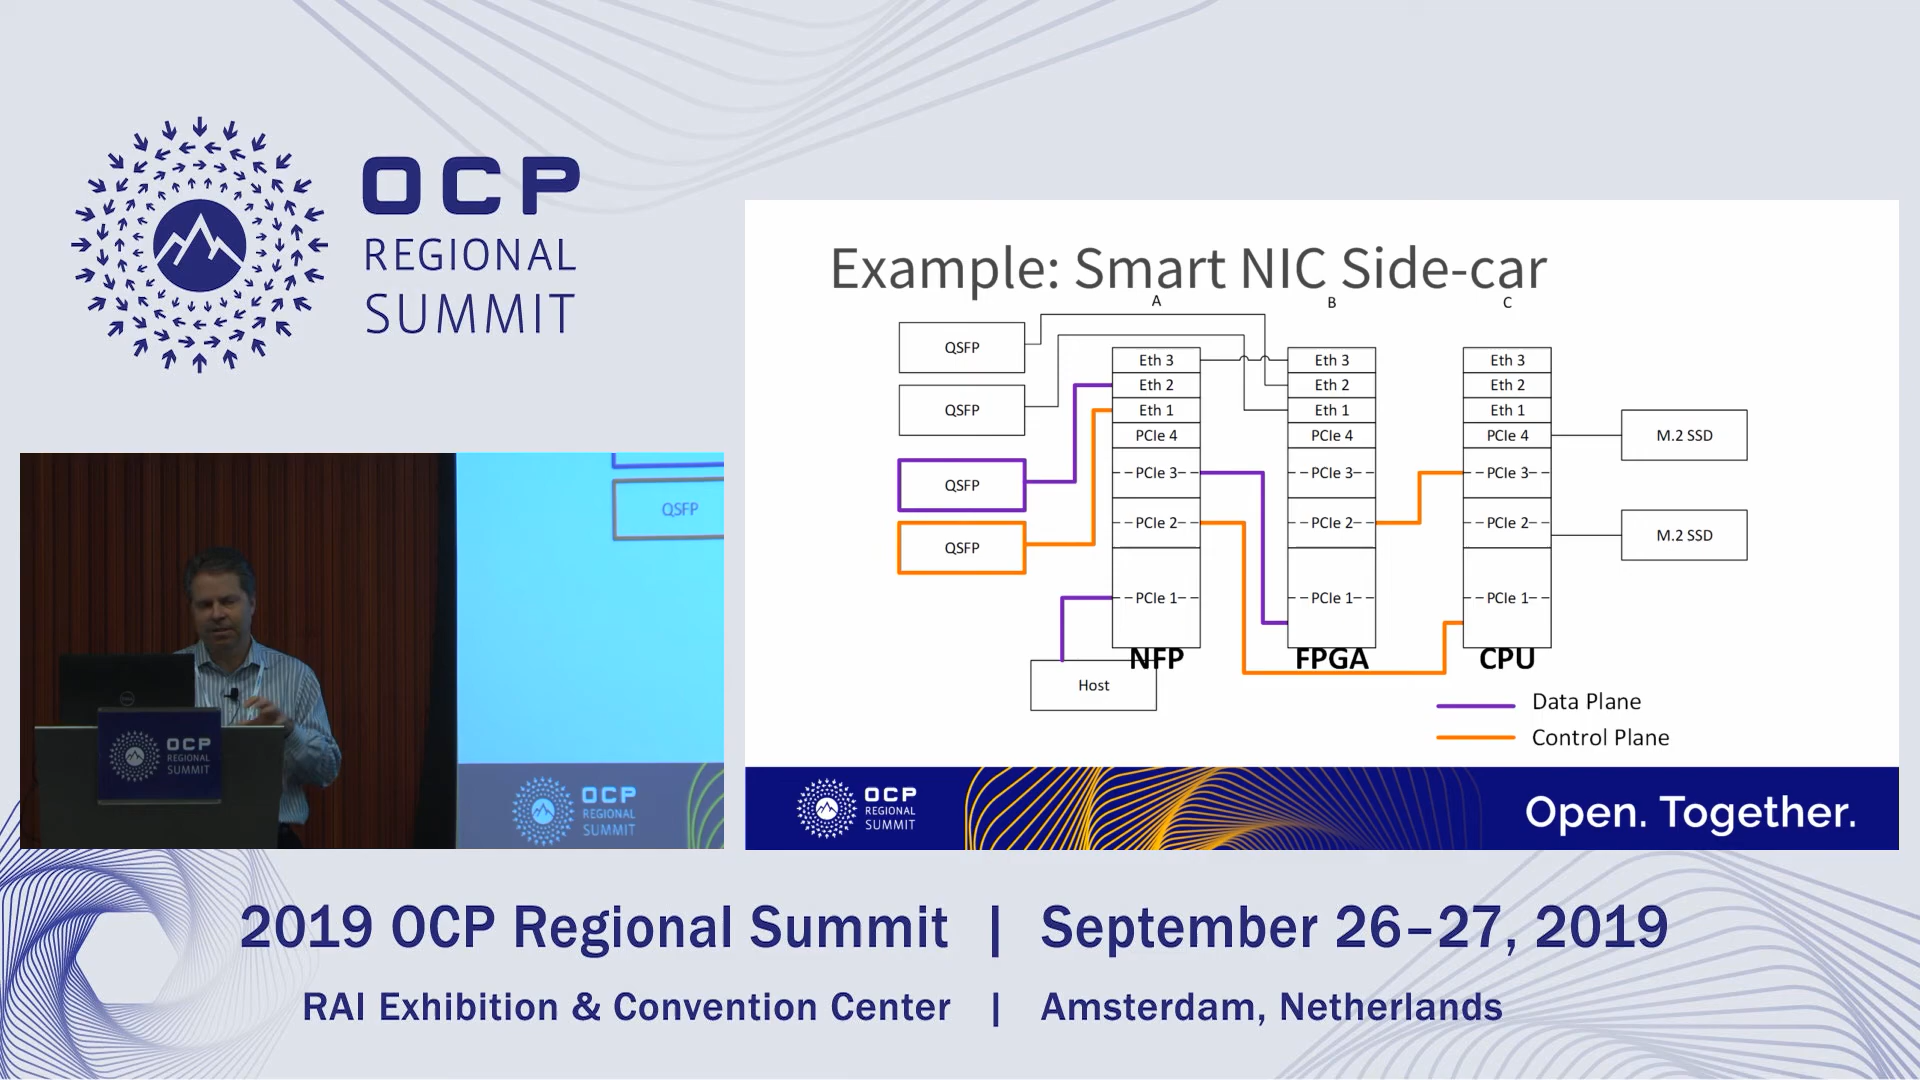 OCP
REGIONAL
SUMMIT
Example: Smart NIC Side-car
A
B
C
QSFP
QSFP
QSFP
QSFP
Host
Eth 3
Eth 2
Eth 1
PCIe 4
PCIe 3
PCIe 2
PCIe 1
NFP
Eth 3
Eth 2
Eth 1
PCIe 4
PCIe 3
PCIe 2
PCIe 1
FPGA
Eth 3
Eth 2
Eth 1
PCIe 4
PCIe 3
PCIe 2
PCIe 1
CPU
M.2 SSD
M.2 SSD
Data Plane
Control Plane
OCP
REGIONAL
SUMMIT
Open. Together.
QSFP
OCP
REGIONAL
SUMMIT
OCP
REGIONAL
SUMMIT
2019 OCP Regional Summit | September 26–27, 2019
RAI Exhibition & Convention Center | Amsterdam, Netherlands